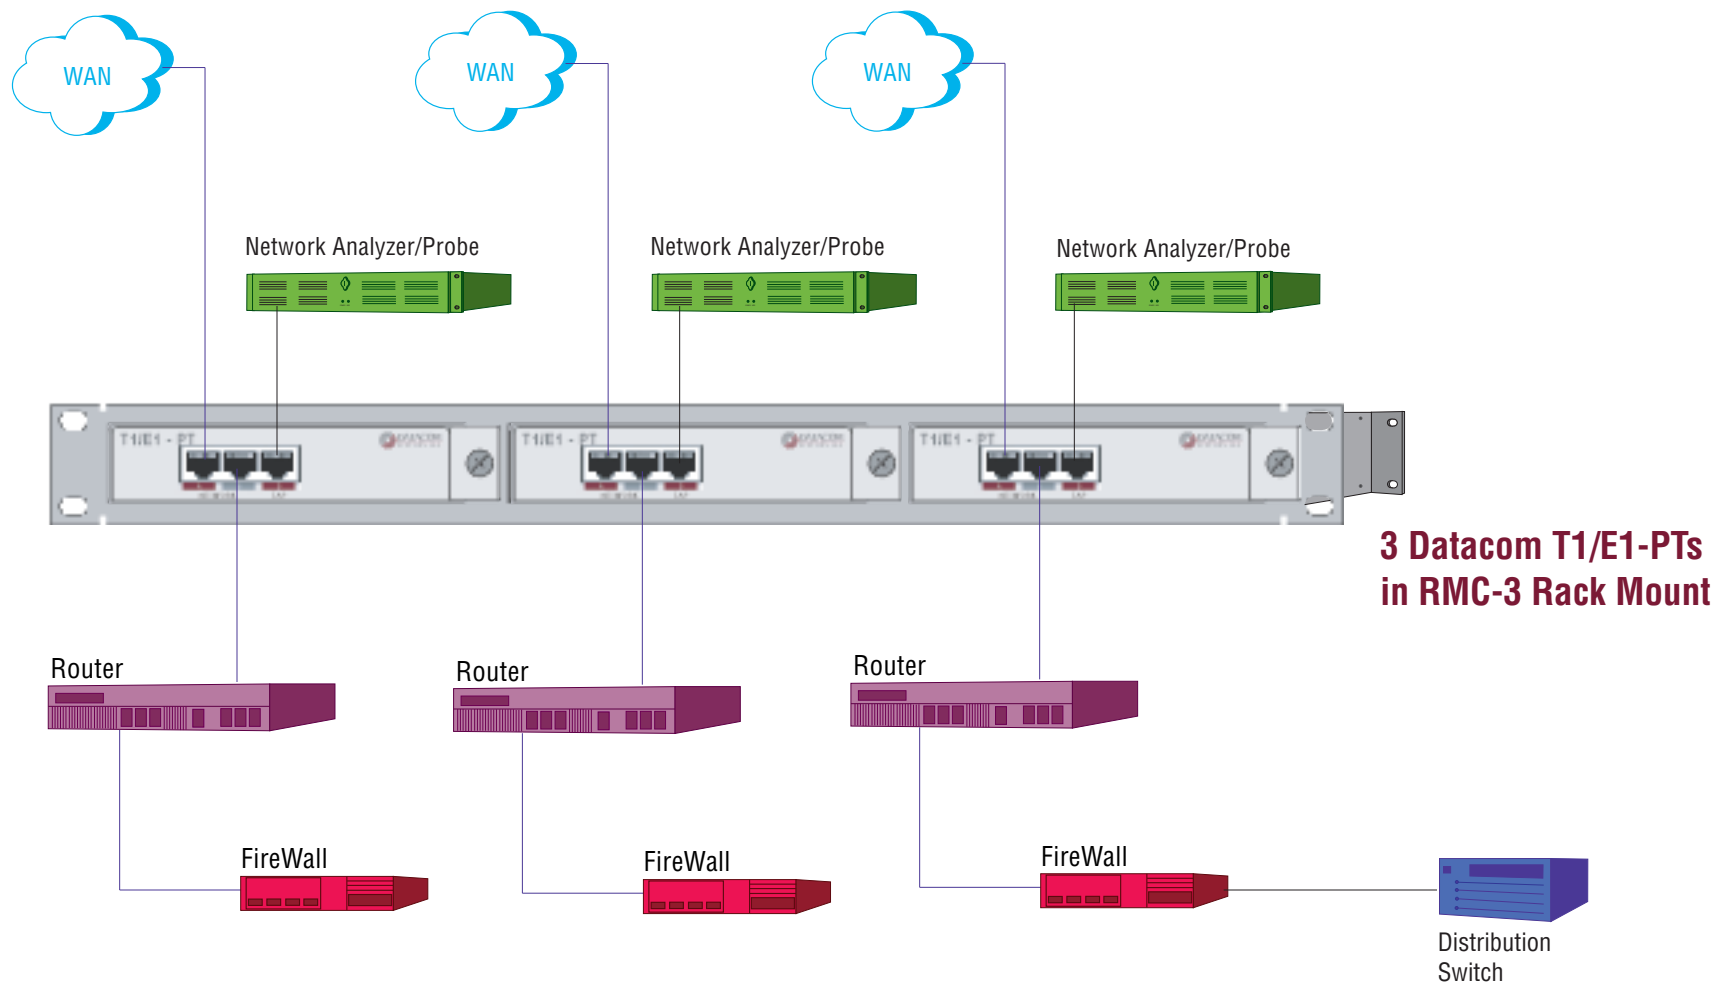 WAN
WAN
WAN
Network Analyzer/Probe
Network Analyzer/Probe
Network Analyzer/Probe
T1/E1 - PT
T1/E1 - PT
T1/E1 - PT
3 Datacom T1/E1-PTs
in RMC-3 Rack Mount
Router
Router
Router
FireWall
FireWall
FireWall
Distribution
Switch